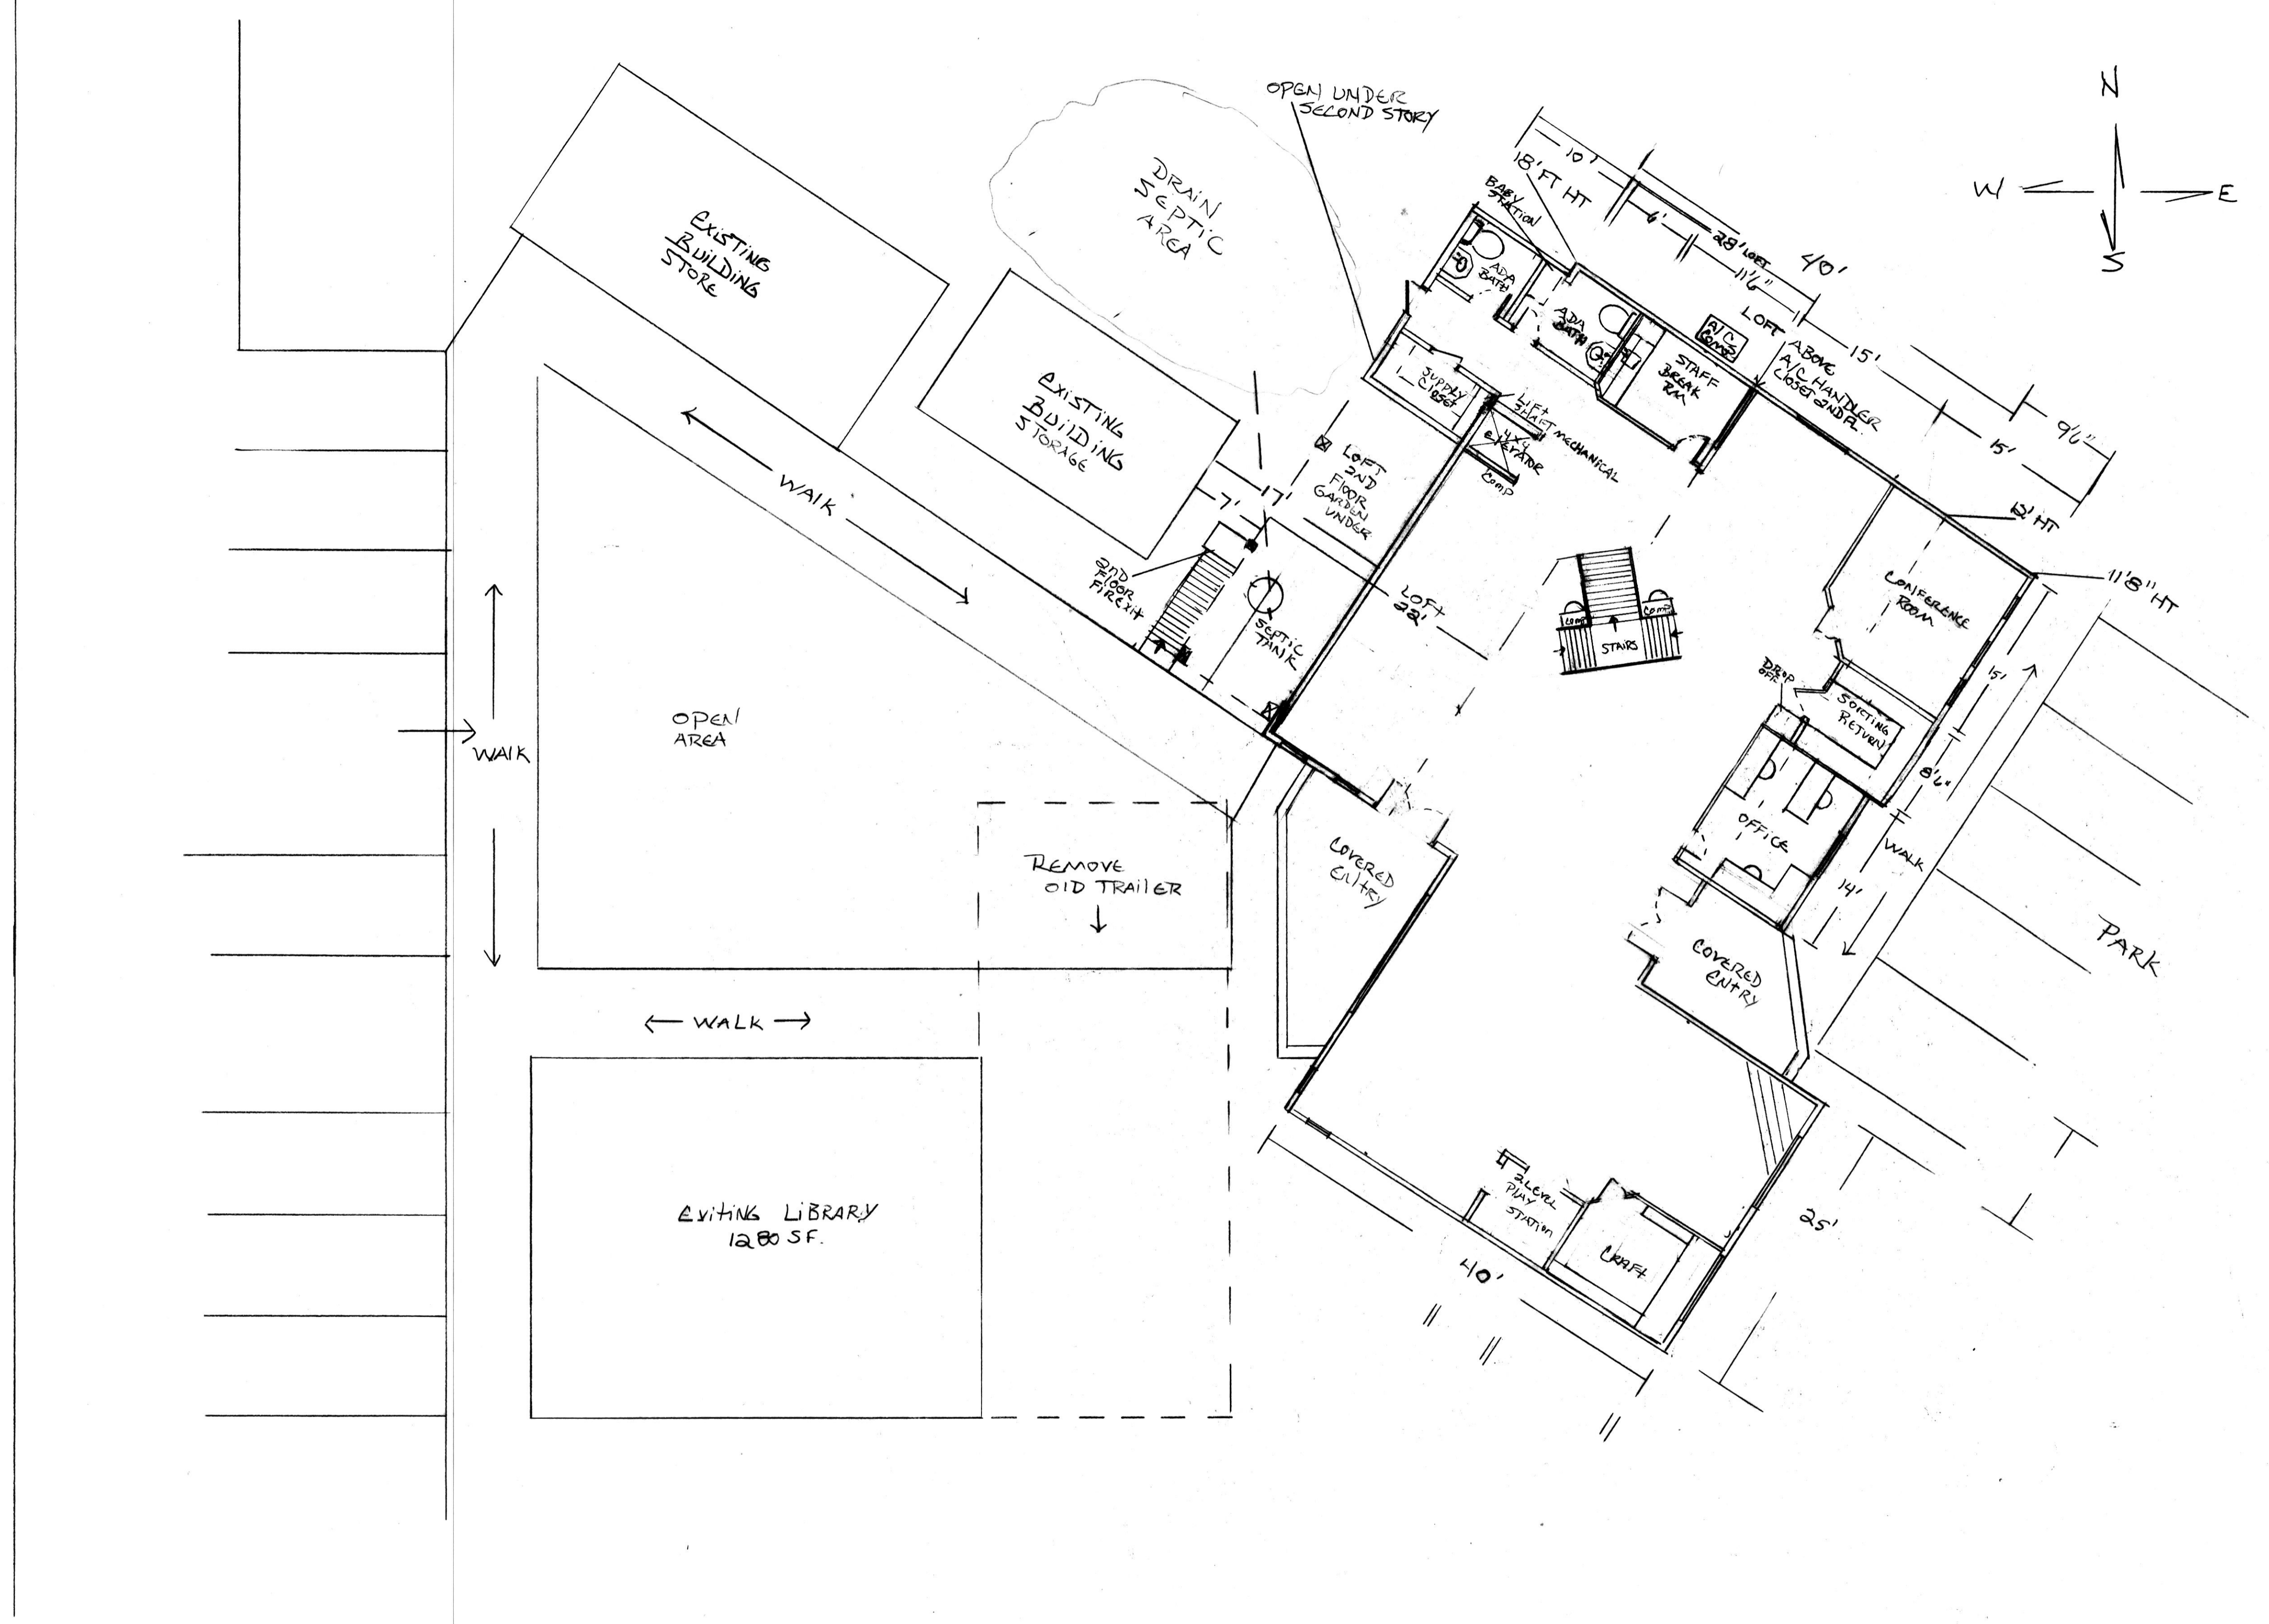 OPEN UNDER
SECOND STORY
N
W
E
S
10'
18' FT HT
BABY
STATION
6'
28' LOFT
40'
11'6"
LOFT
15'
9'6"
15'
ABOVE
A/C HANDLER
CLOSET 2ND FL.
A/C
COMP
12' HT
11'8" HT
DRAIN
SEPTIC
AREA
EXISTING
BUILDING
STORE
EXISTING
BUILDING
STORAGE
ADA
BATH
ADA
BATH
STAFF
BREAK
RM
SUPPLY
CLOSET
LIFT
SHAFT MECHANICAL
4X4
ELEVATOR
COMP
LOFT
2ND
FLOOR
GARDEN
UNDER
WALK
17'
7'
2ND
FLOOR
FIREXIT
SEPTIC
TANK
LOFT
22'
COMP
COMP
STAIRS
CONFERENCE
ROOM
15'
DROP
OFF
SORTING
RETURN
8'6"
OFFICE
WALK
14'
PARK
OPEN
AREA
WALK
REMOVE
OLD TRAILER
COVERED
ENTRY
COVERED
ENTRY
WALK
EXITING LIBRARY
1280 SF.
2 LEVEL
PLAY
STATION
CRAFT
25'
40'